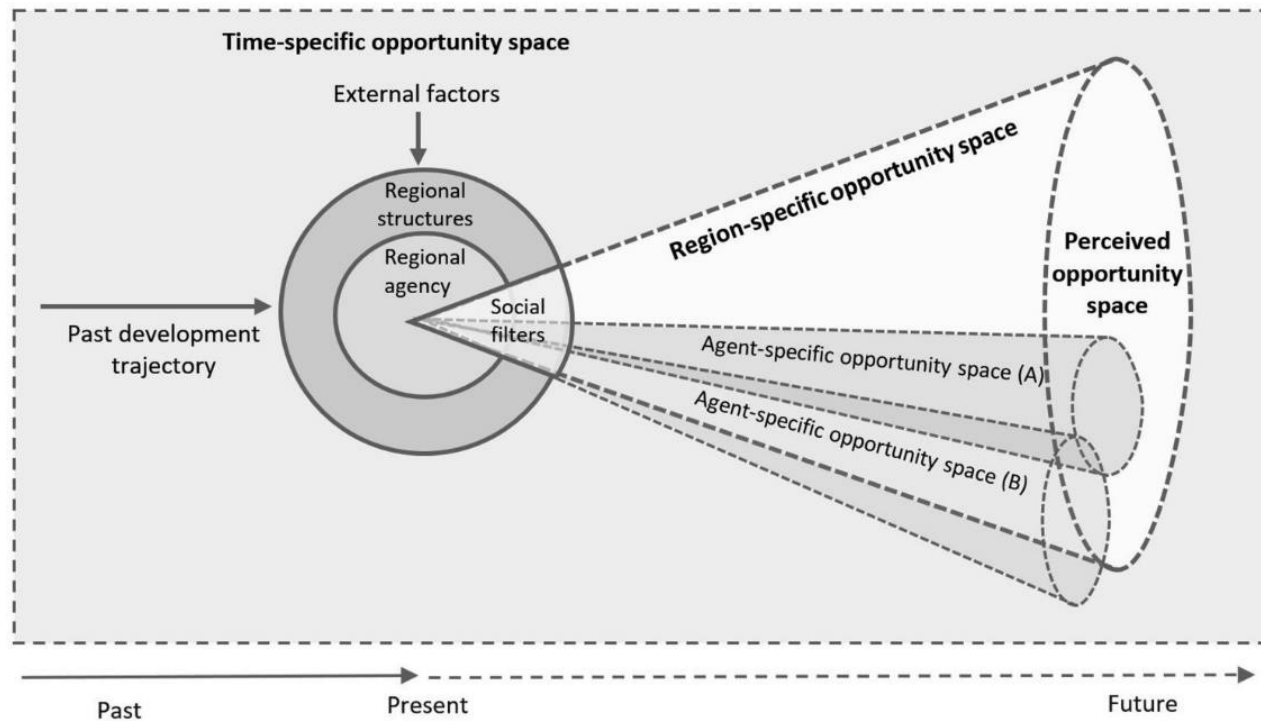 Time-specific opportunity space
External factors
Regional
structures
Regional
agency
Social
filters
Past development
trajectory
Region-specific opportunity space
Perceived
opportunity
space
Agent-specific opportunity space (A)
Agent-specific opportunity space (B)
Past
Present
Future